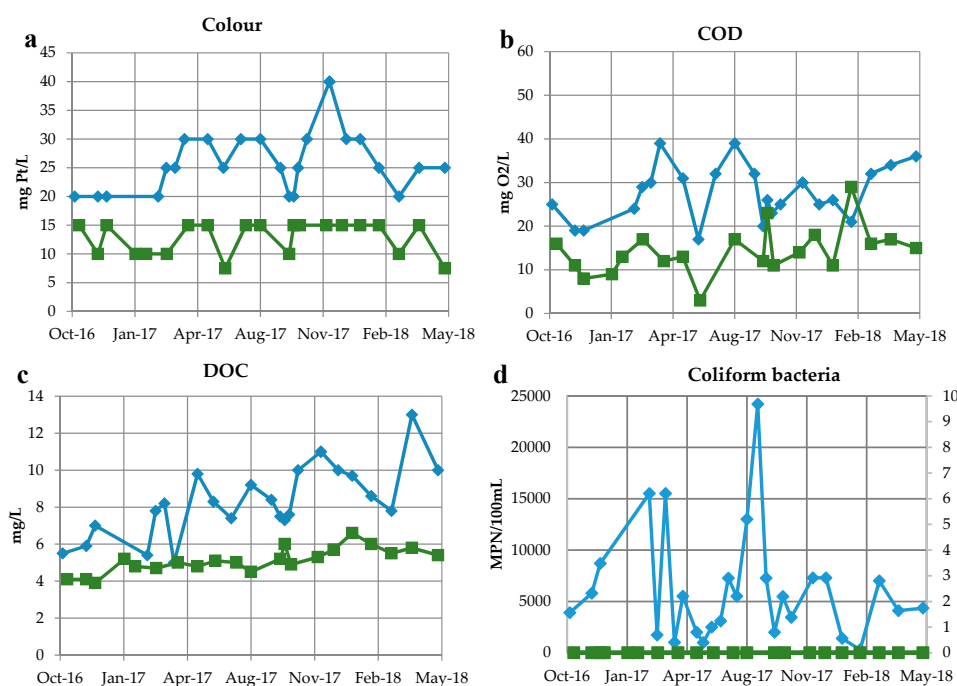 a
Colour
mg Pt/L
45
40
35
30
25
20
15
10
5
0
Oct-16 Jan-17 Apr-17 Aug-17 Nov-17 Feb-18 May-18
b
COD
mg O2/L
60
50
40
30
20
10
0
Oct-16 Jan-17 Apr-17 Aug-17 Nov-17 Feb-18 May-18
c
DOC
mg/L
14
12
10
8
6
4
2
0
Oct-16 Jan-17 Apr-17 Aug-17 Nov-17 Feb-18 May-18
d
Coliform bacteria
MPN/100mL
25000
20000
15000
10000
5000
0
10
9
8
7
6
5
4
3
2
1
0
Oct-16 Jan-17 Apr-17 Aug-17 Nov-17 Feb-18 May-18